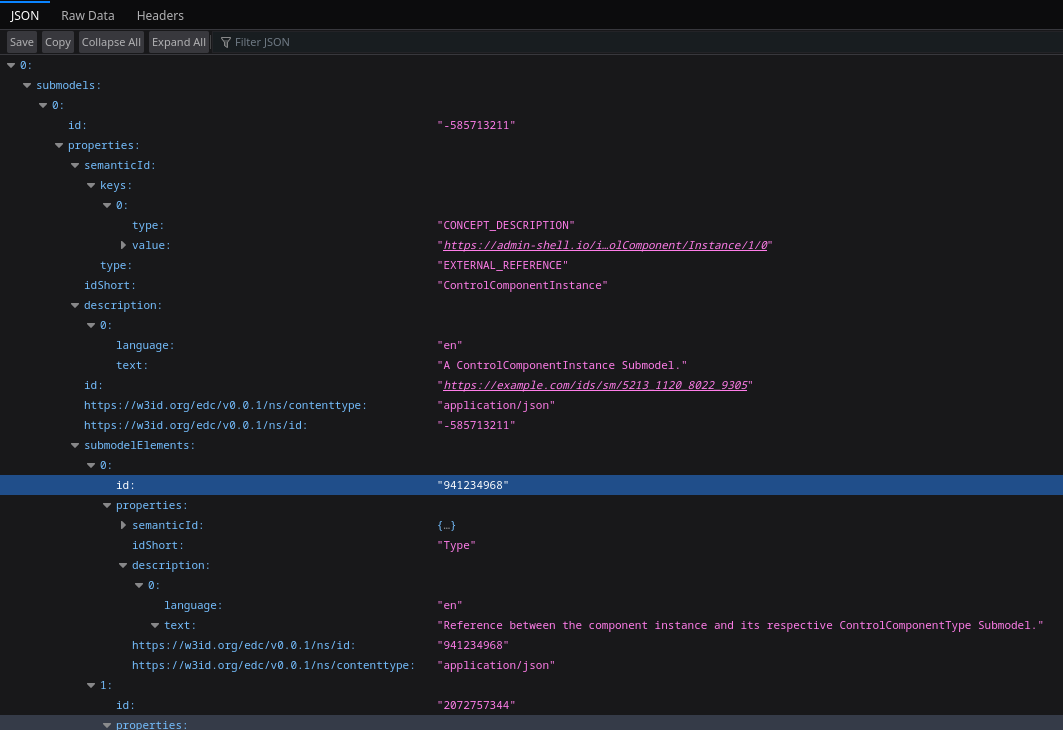 JSON Raw Data Headers
Save Copy Collapse All Expand All Filter JSON
0:
submodels:
0:
id: "-585713211"
properties:
semanticId:
keys:
0:
type: "CONCEPT_DESCRIPTION"
value: "https://admin-shell.io/i…olComponent/Instance/1/0"
type: "EXTERNAL_REFERENCE"
idShort: "ControlComponentInstance"
description:
0:
language: "en"
text: "A ControlComponentInstance Submodel."
id: "https://example.com/ids/sm/5213_1120_8022_9305"
https://w3id.org/edc/v0.0.1/ns/contenttype: "application/json"
https://w3id.org/edc/v0.0.1/ns/id: "-585713211"
submodelElements:
0:
id: "941234968"
properties:
semanticId: {…}
idShort: "Type"
description:
0:
language: "en"
text: "Reference between the component instance and its respective ControlComponentType Submodel."
https://w3id.org/edc/v0.0.1/ns/id: "941234968"
https://w3id.org/edc/v0.0.1/ns/contenttype: "application/json"
1:
id: "2072757344"
properties: